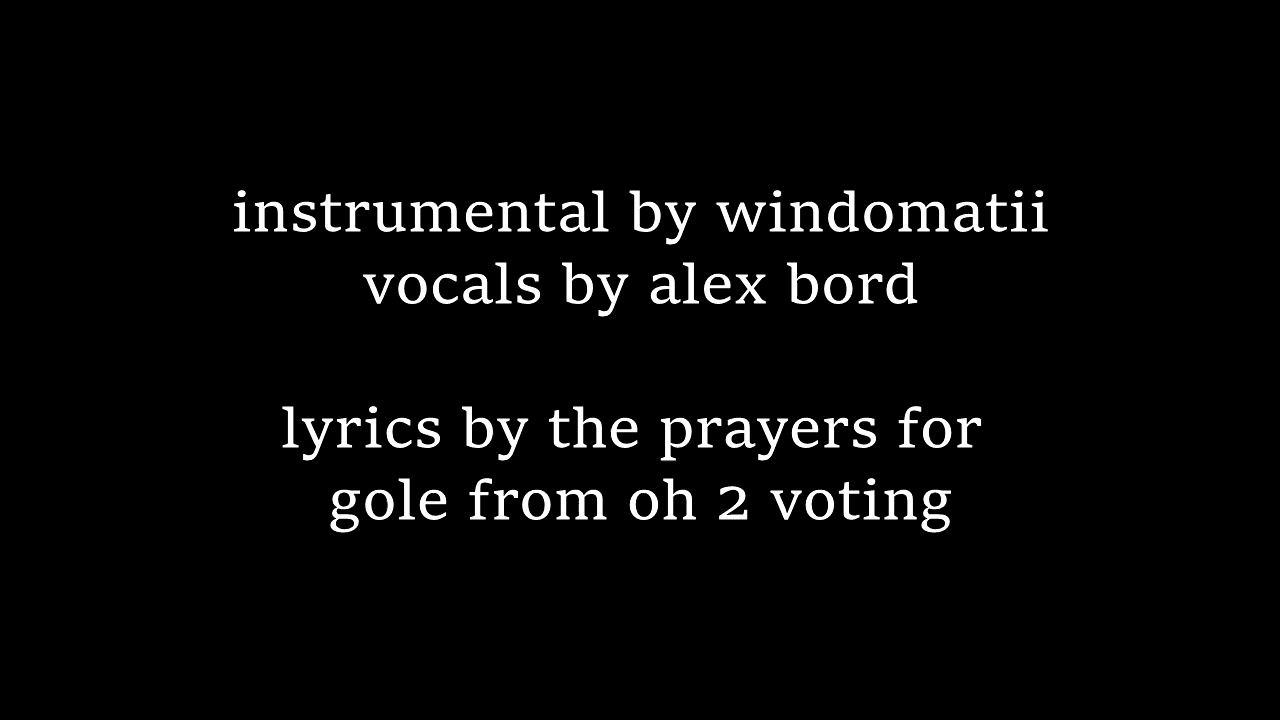 instrumental by windomatii
vocals by alex bord
lyrics by the prayers for
gole from oh 2 voting